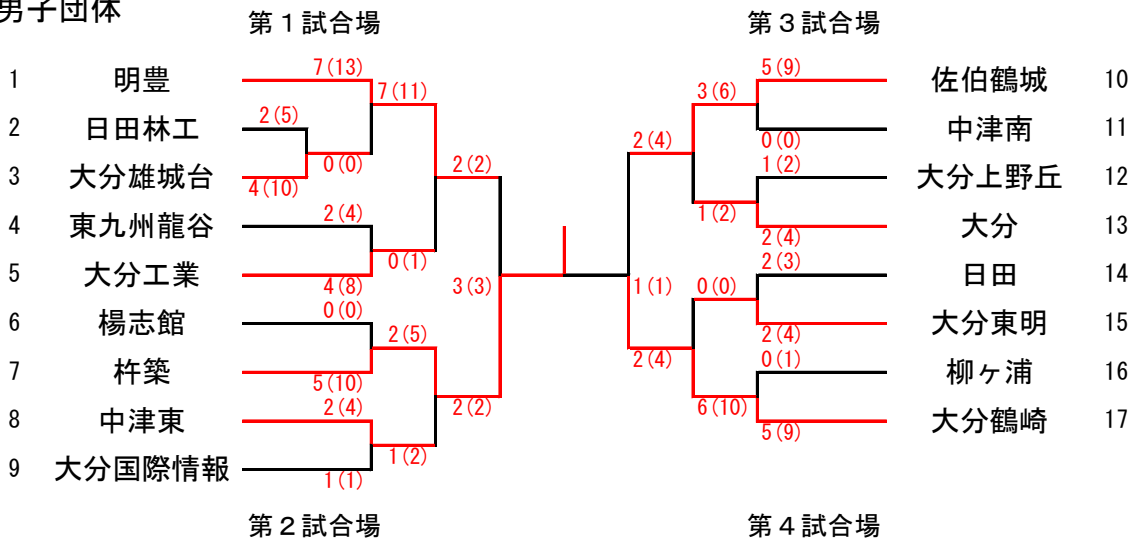 男子団体
第1試合場
第3試合場
1 明豊 7(13)
7(11)
2 日田林工 2(5)
3 大分雄城台 4(10)
0(0)
2(2)
4 東九州龍谷 2(4)
0(1)
5 大分工業 4(8)
3(3)
6 楊志館 0(0)
2(5)
7 杵築 5(10)
8 中津東 2(4)
2(2)
1(2)
9 大分国際情報 1(1)
5(9) 佐伯鶴城 10
3(6)
0(0) 中津南 11
2(4)
1(2) 大分上野丘 12
1(2)
2(4) 大分 13
1(1)
2(3) 日田 14
0(0)
2(4) 大分東明 15
2(4)
0(1) 柳ヶ浦 16
6(10)
5(9) 大分鶴崎 17
第2試合場
第4試合場